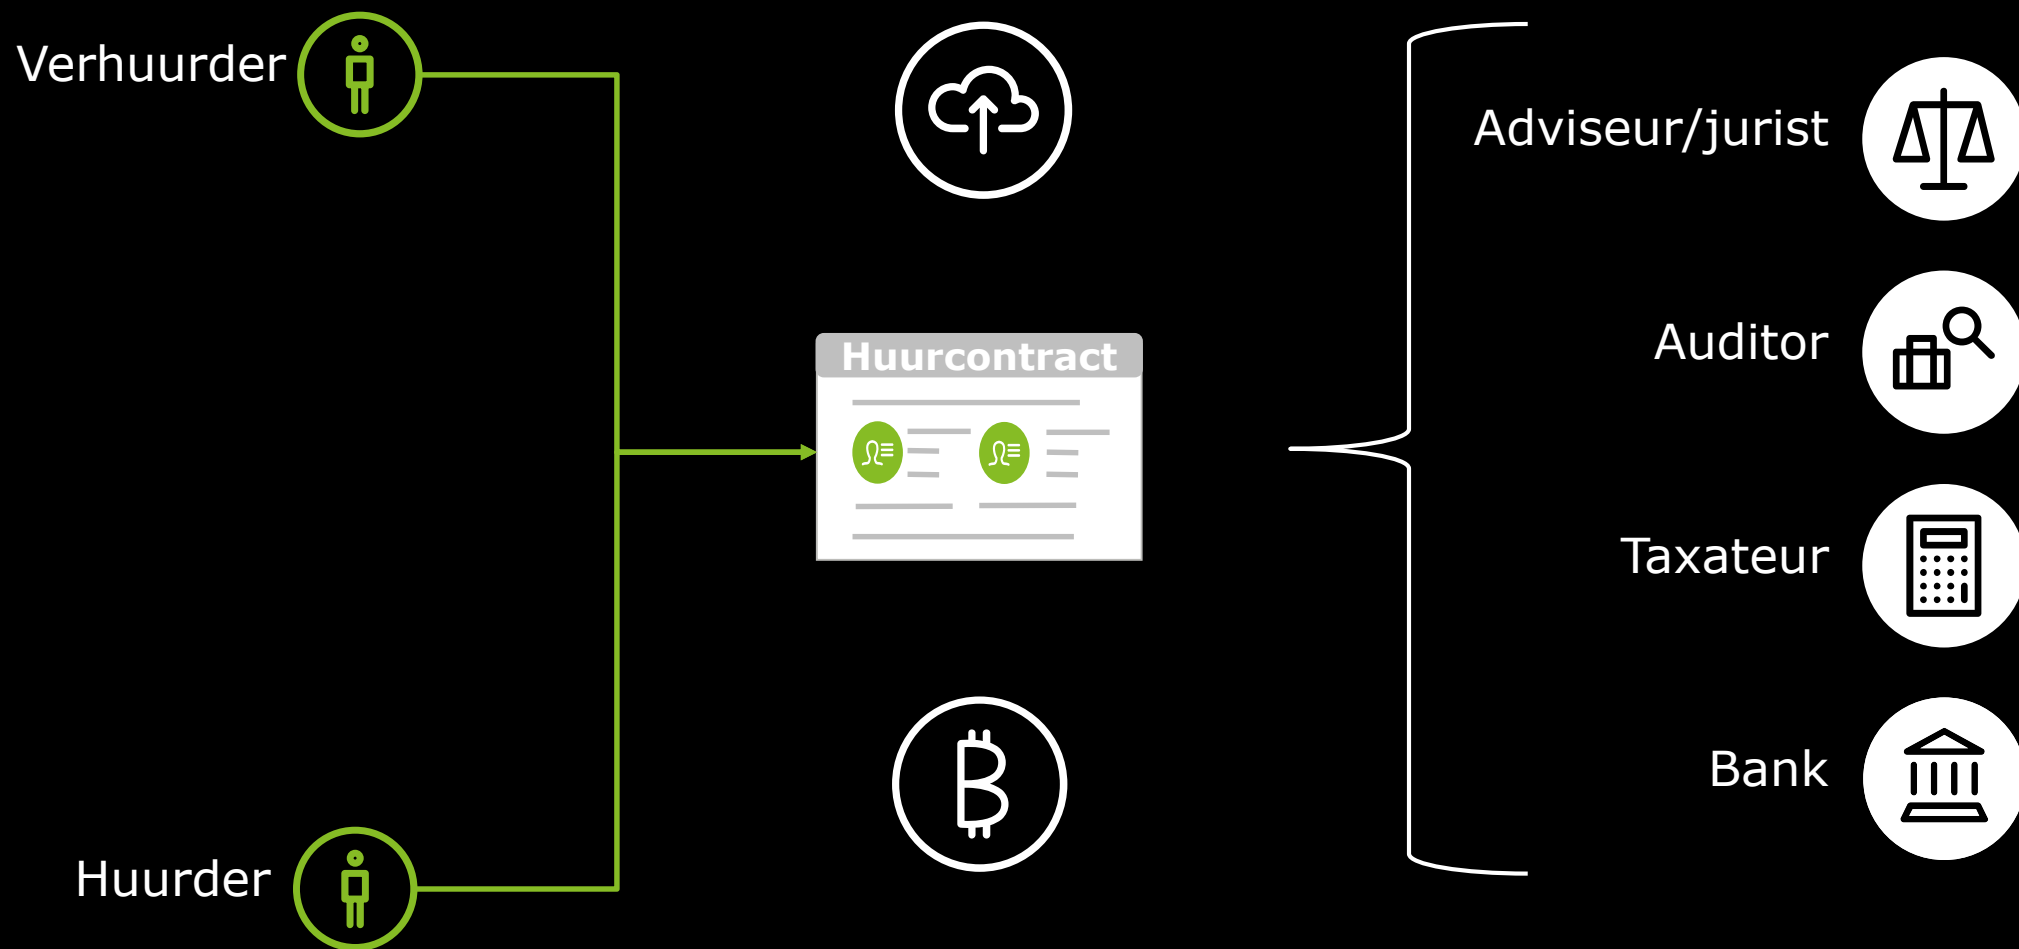 Verhuurder
Huurder
Huurcontract
Adviseur/jurist
Auditor
Taxateur
Bank